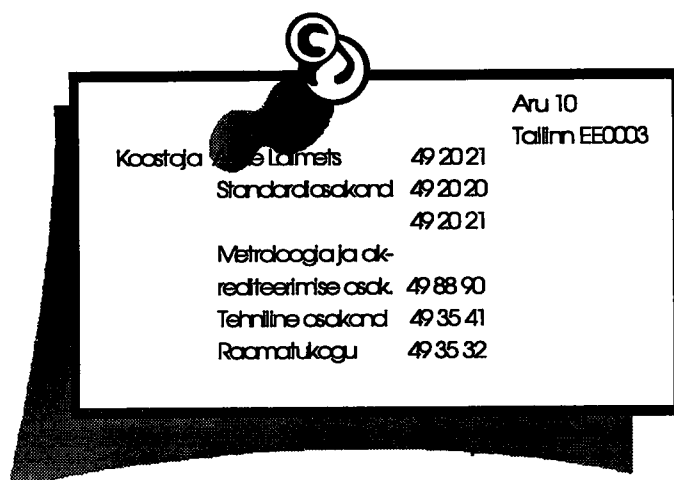 Aru 10
Tallinn EE0003
Koostaja Laimets 49 20 21
Standardiosakond 49 20 20
49 20 21
Metroloogia ja ak-
rediteerimise osak. 49 88 90
Tehniline osakond 49 35 41
Raamatukogu 49 35 32